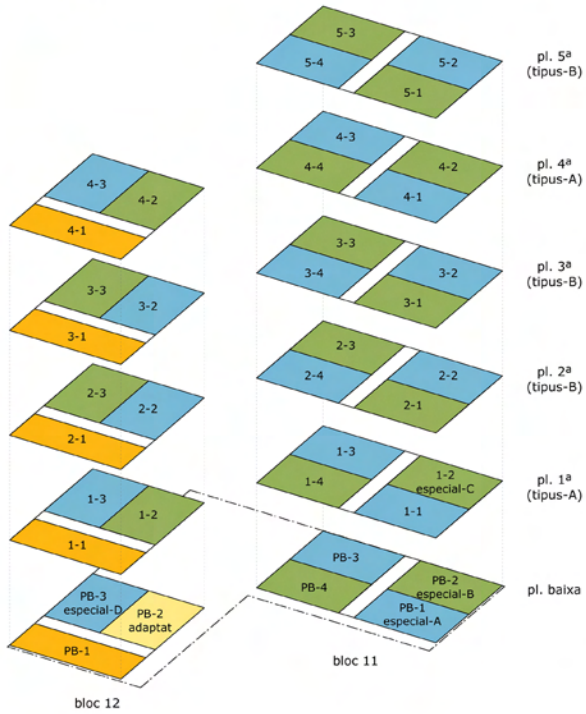 5-3
5-4
5-2
5-1
pl. 5ª
(tipus-B)
4-3
4-4
4-2
4-1
pl. 4ª
(tipus-A)
3-3
3-4
3-2
3-1
pl. 3ª
(tipus-B)
2-3
2-4
2-2
2-1
pl. 2ª
(tipus-B)
1-3
1-4
1-2
especial-C
1-1
pl. 1ª
(tipus-A)
PB-3
PB-4
PB-2
especial-B
PB-1
especial-A
pl. baixa
bloc 11
4-3
4-2
4-1
3-3
3-2
3-1
2-3
2-2
2-1
1-3
1-2
1-1
PB-3
especial-D
PB-2
adaptat
PB-1
bloc 12